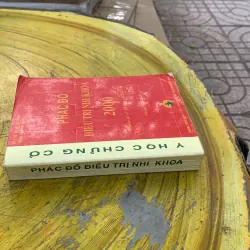 PHÁC ĐỒ
ĐIỀU TRỊ NHI KHOA
2000
Y HỌC CHỨNG CỚ
PHÁC ĐỒ ĐIỀU TRỊ NHI KHOA